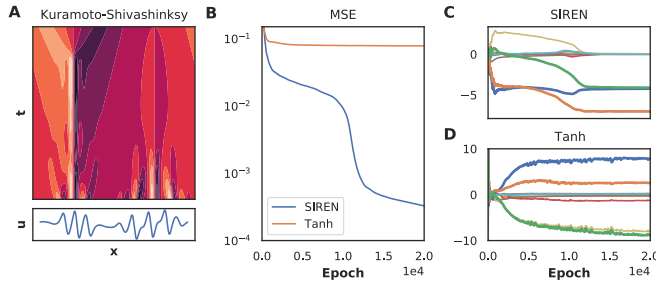 A
Kuramoto-Shivashinksy
t
u
x
B
MSE
10⁻¹
10⁻²
10⁻³
10⁻⁴
SIREN
Tanh
0.0 0.5 1.0 1.5 2.0
Epoch
1e4
C
SIREN
0
−5
D
Tanh
10
0
−10
0.0 0.5 1.0 1.5 2.0
Epoch
1e4